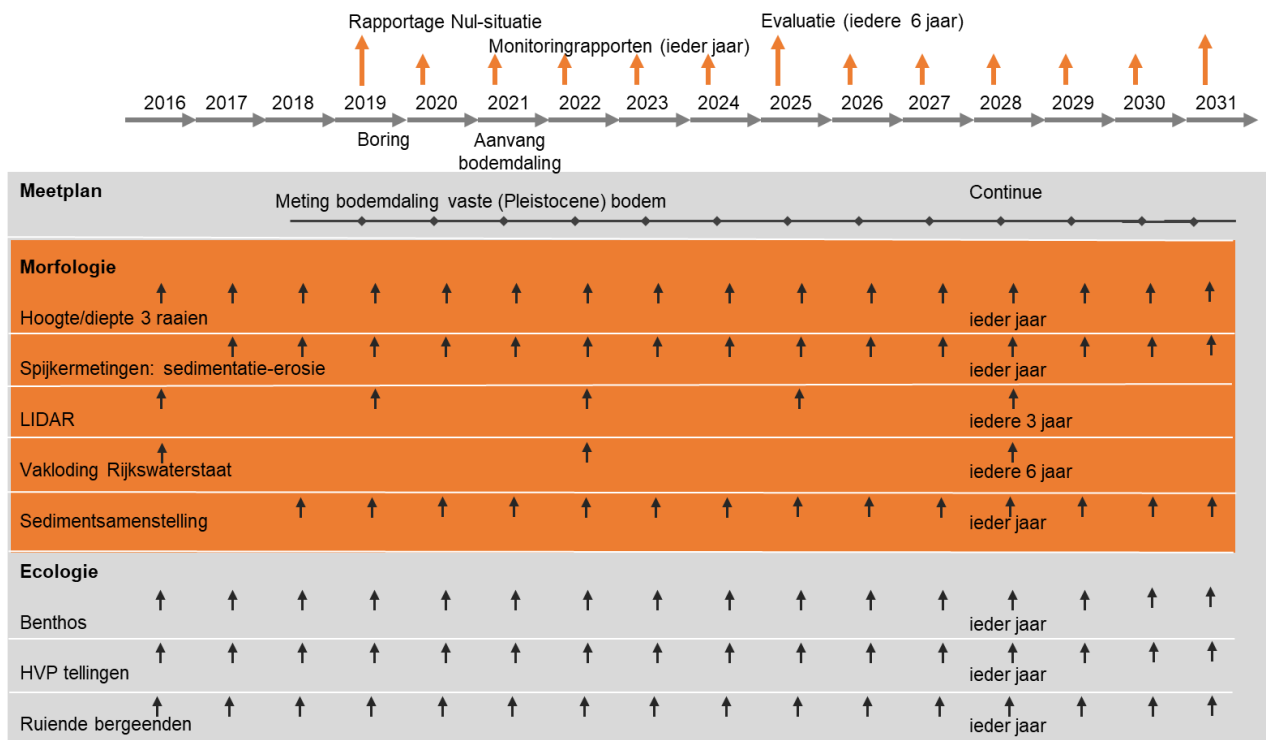 Rapportage Nul-situatie
Evaluatie (iedere 6 jaar)
Monitoringrapporten (ieder jaar)
2016 2017 2018 2019 2020 2021 2022 2023 2024 2025 2026 2027 2028 2029 2030 2031
Boring
Aanvang
bodemdaling
Meetplan
Meting bodemdaling vaste (Pleistocene) bodem
Continue
Morfologie
Hoogte/diepte 3 raaien
ieder jaar
Spijkermetingen: sedimentatie-erosie
ieder jaar
LIDAR
iedere 3 jaar
Vakloding Rijkswaterstaat
iedere 6 jaar
Sedimentsamenstelling
ieder jaar
Ecologie
Benthos
ieder jaar
HVP tellingen
ieder jaar
Ruiende bergeenden
ieder jaar